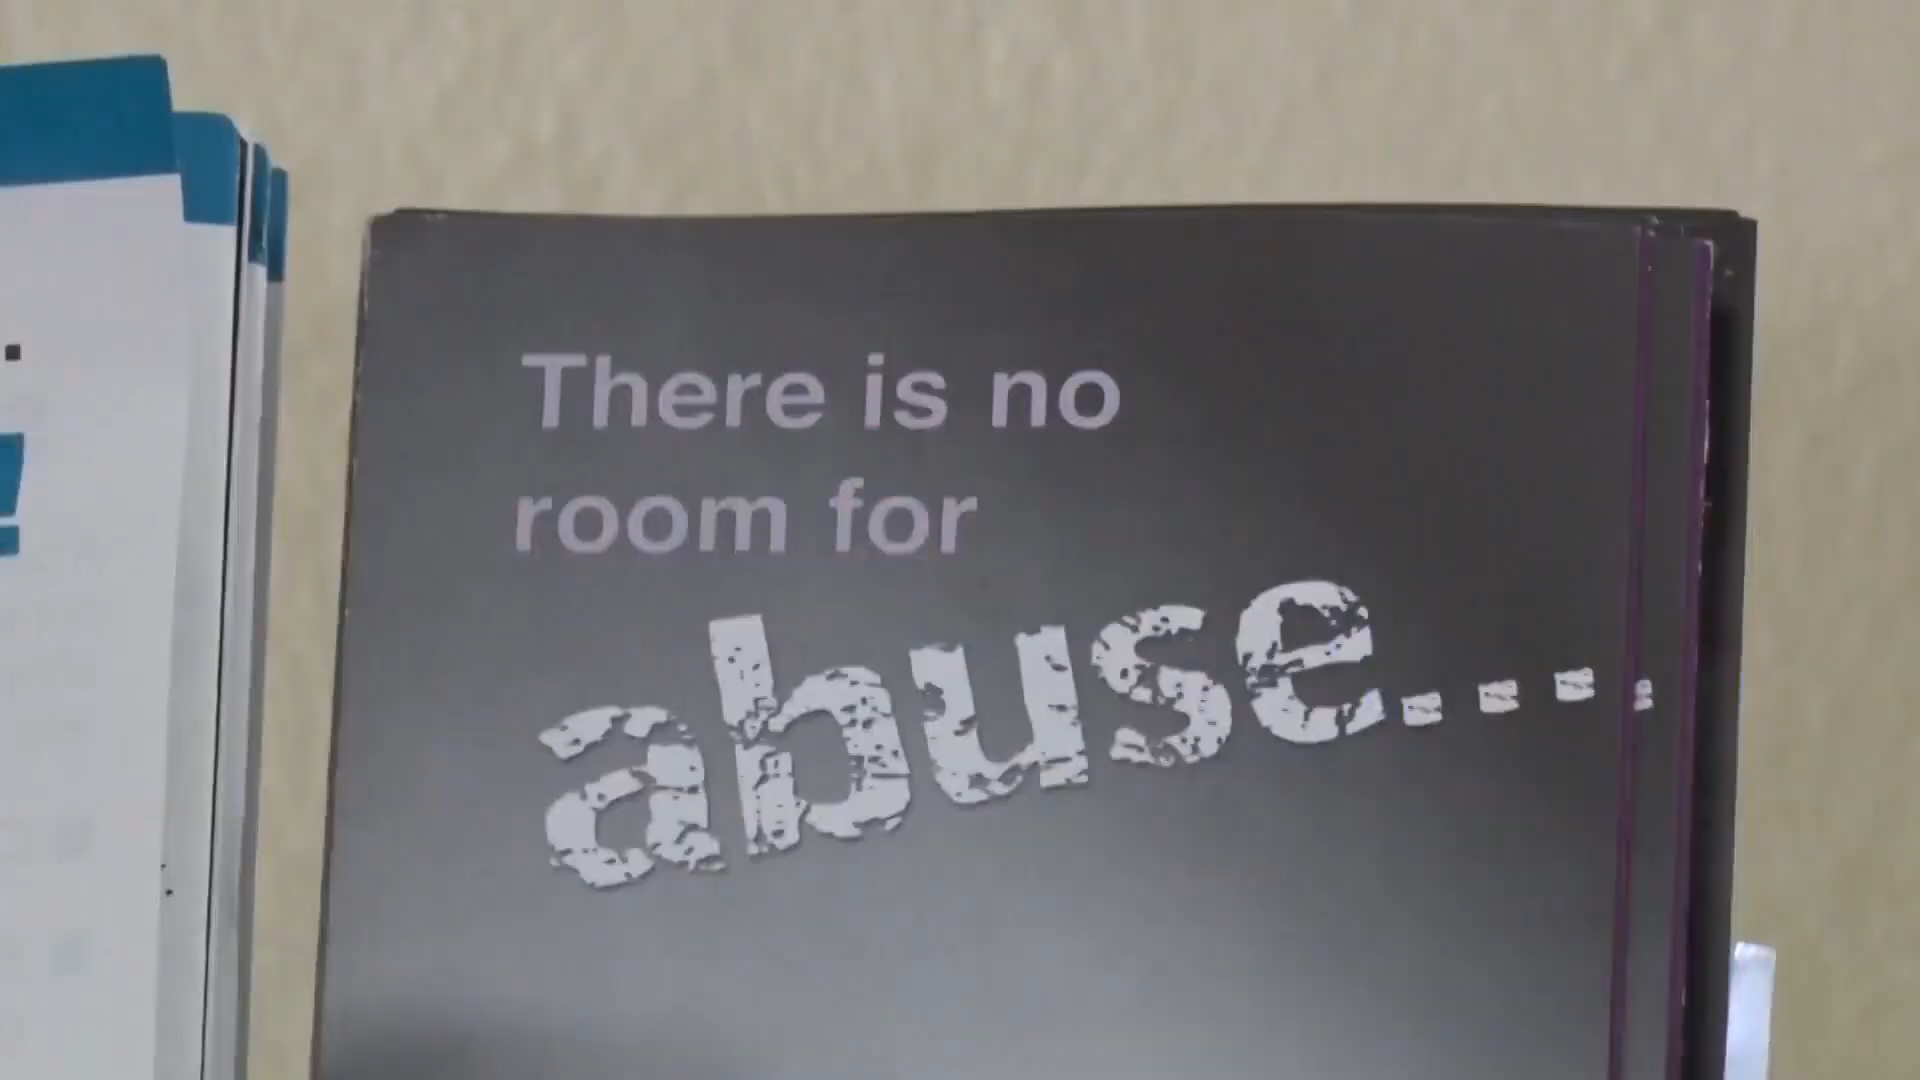 There is no
room for
abuse....